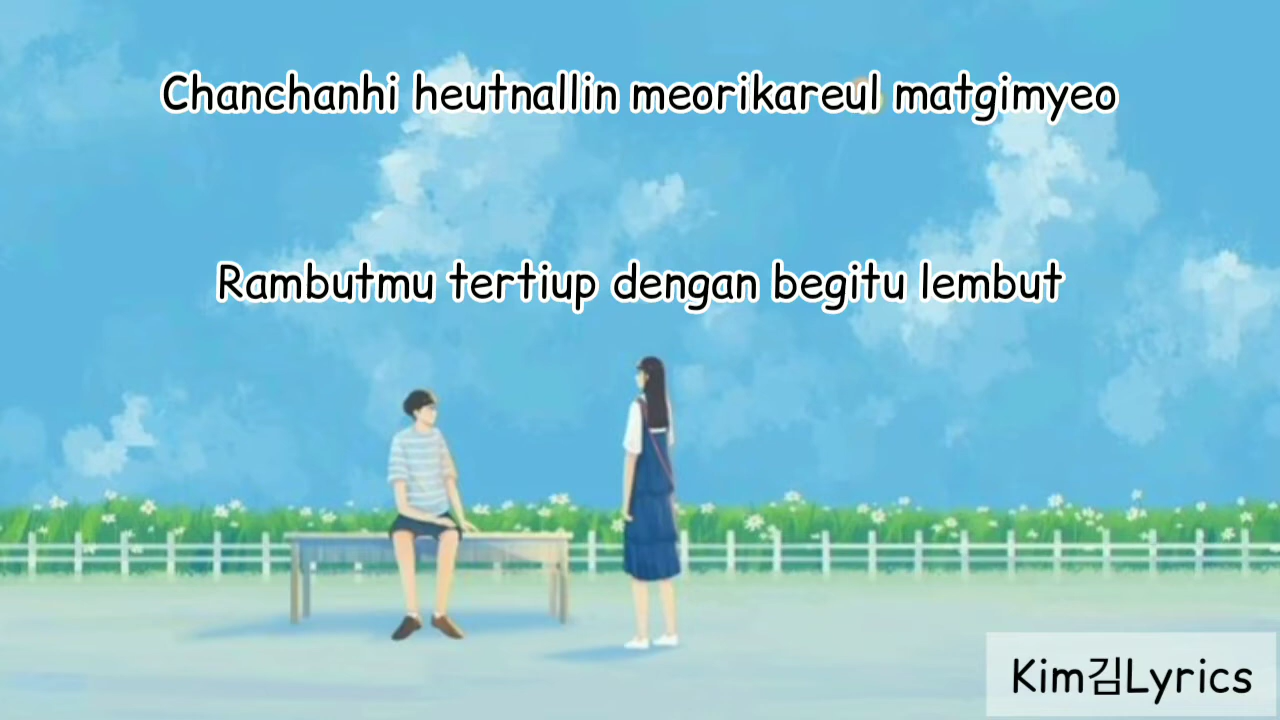 Chanchanhi heutnallin meorikareul matgimyeo
Rambutmu tertiup dengan begitu lembut
Kim김Lyrics